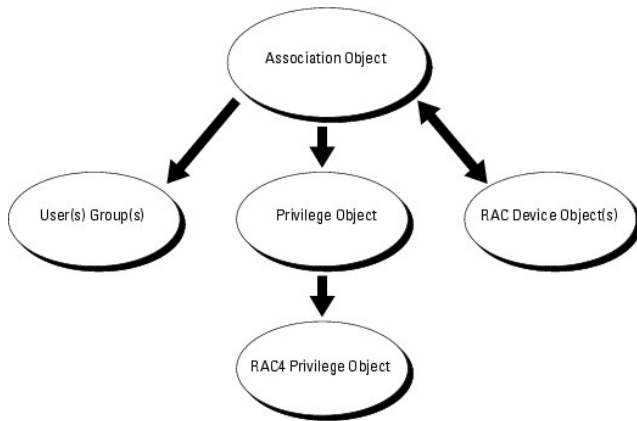 Association Object
User(s) Group(s)
Privilege Object
RAC Device Object(s)
RAC4 Privilege Object